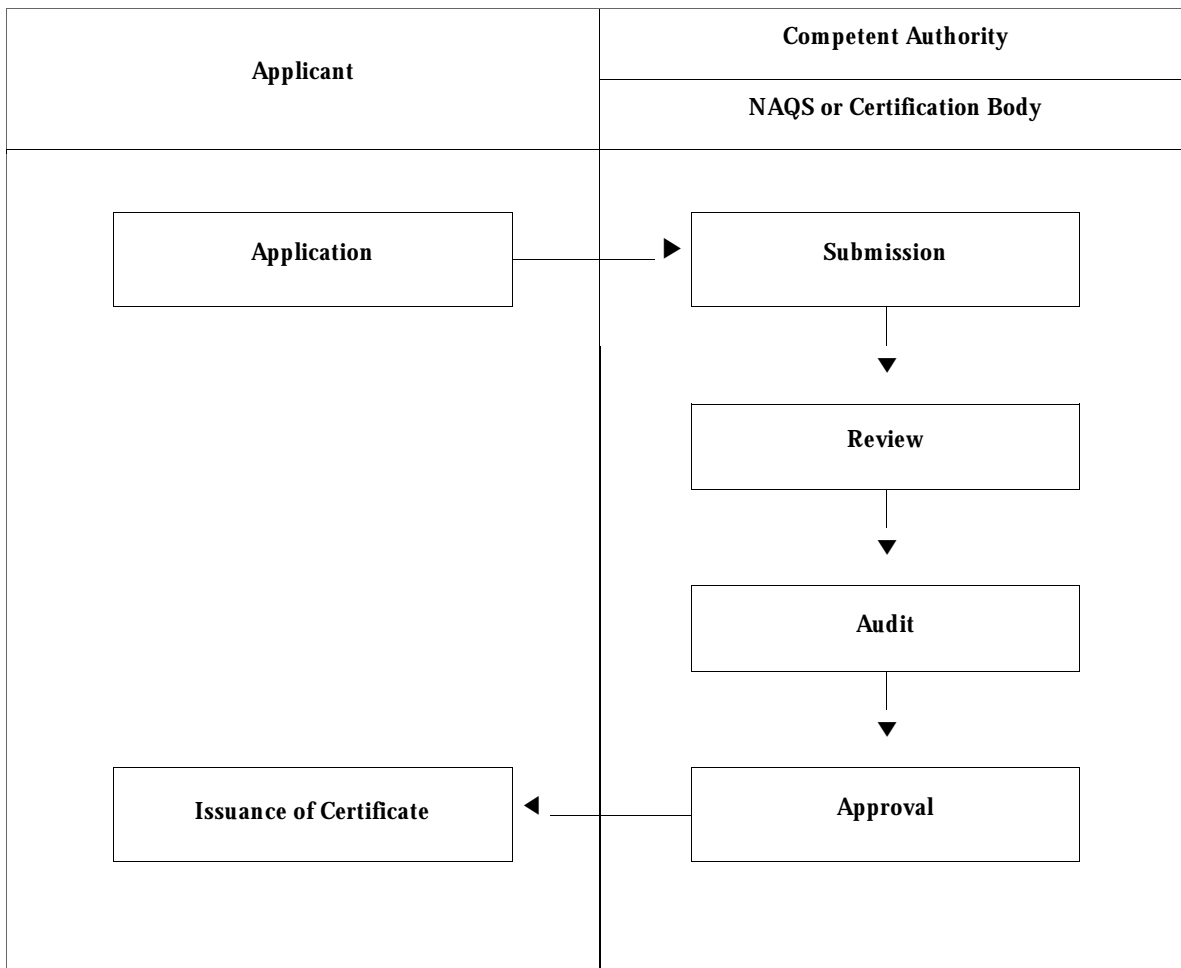 Applicant
Competent Authority
NAQS or Certification Body
Application
Submission
Review
Audit
Issuance of Certificate
Approval